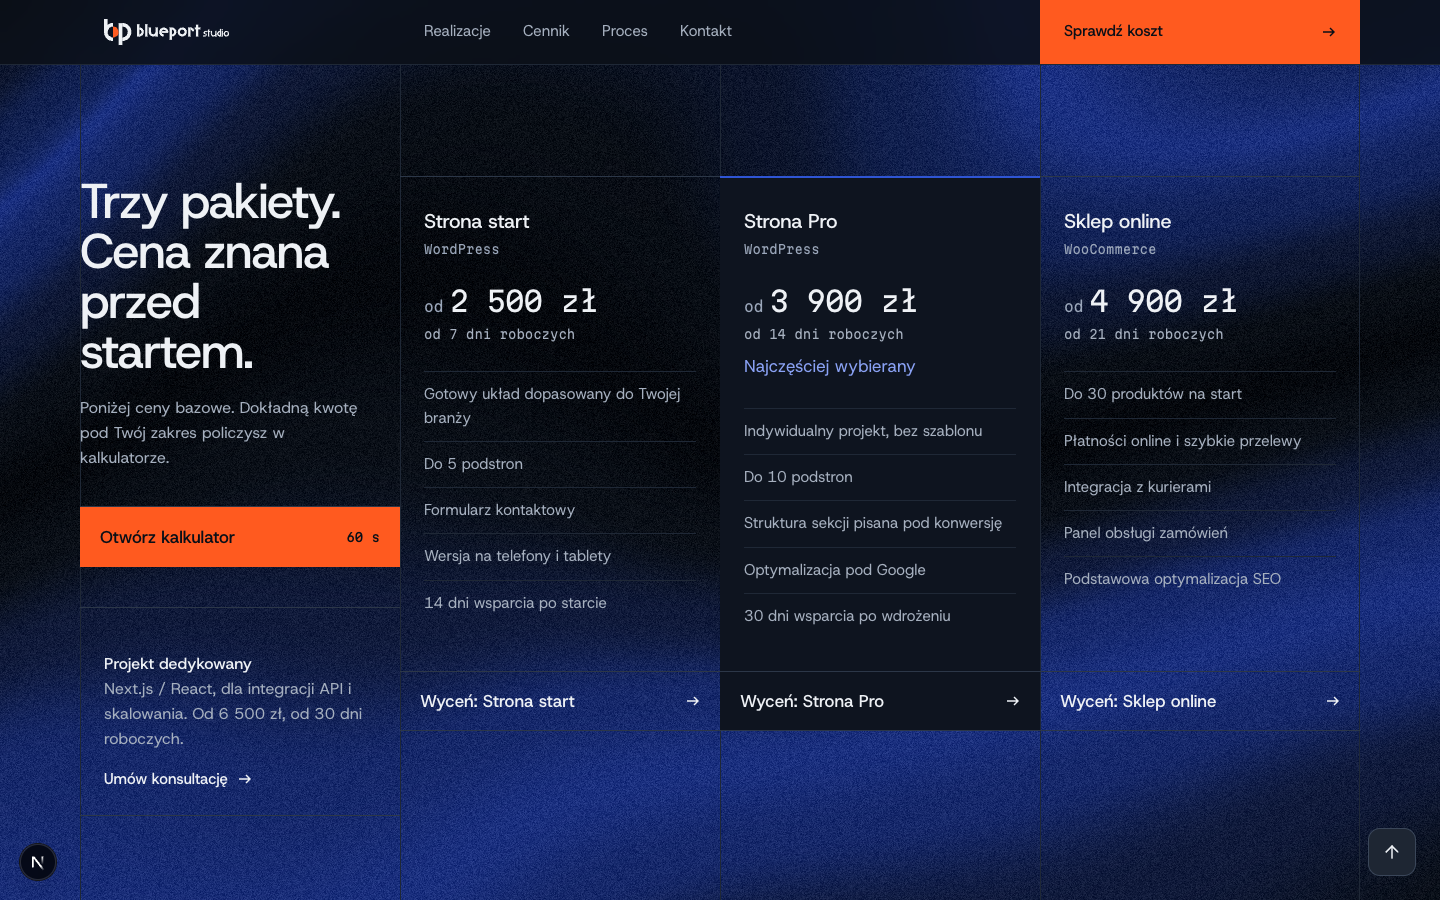 blueport studio
Realizacje
Cennik
Proces
Kontakt
Sprawdź koszt →
Trzy pakiety.
Cena znana
przed
startem.
Poniżej ceny bazowe. Dokładną kwotę
pod Twój zakres policzysz w
kalkulatorze.
Otwórz kalkulator
60 s
Projekt dedykowany
Next.js / React, dla integracji API i
skalowania. Od 6 500 zł, od 30 dni
roboczych.
Umów konsultację →
Strona start
WordPress
od 2 500 zł
od 7 dni roboczych
Gotowy układ dopasowany do Twojej
branży
Do 5 podstron
Formularz kontaktowy
Wersja na telefony i tablety
14 dni wsparcia po starcie
Wyceń: Strona start →
Strona Pro
WordPress
od 3 900 zł
od 14 dni roboczych
Najczęściej wybierany
Indywidualny projekt, bez szablonu
Do 10 podstron
Struktura sekcji pisana pod konwersję
Optymalizacja pod Google
30 dni wsparcia po wdrożeniu
Wyceń: Strona Pro →
Sklep online
WooCommerce
od 4 900 zł
od 21 dni roboczych
Do 30 produktów na start
Płatności online i szybkie przelewy
Integracja z kurierami
Panel obsługi zamówień
Podstawowa optymalizacja SEO
Wyceń: Sklep online →
N